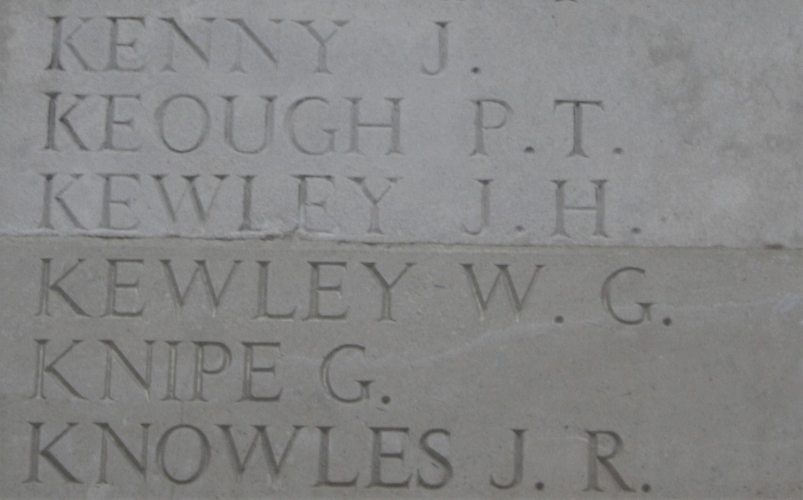 KENNY J.
KEOUGH P.T.
KEWLEY J.H.
KEWLEY W. G.
KNIPE G.
KNOWLES J. R.